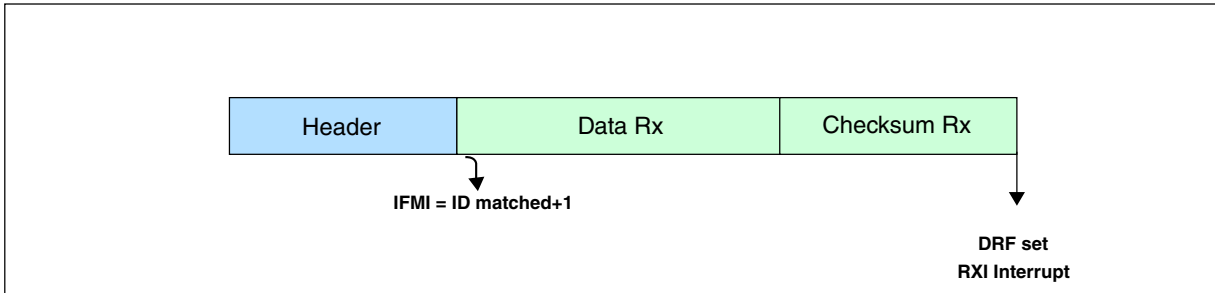 Header
Data Rx
Checksum Rx
IFMI = ID matched+1
DRF set
RXI Interrupt